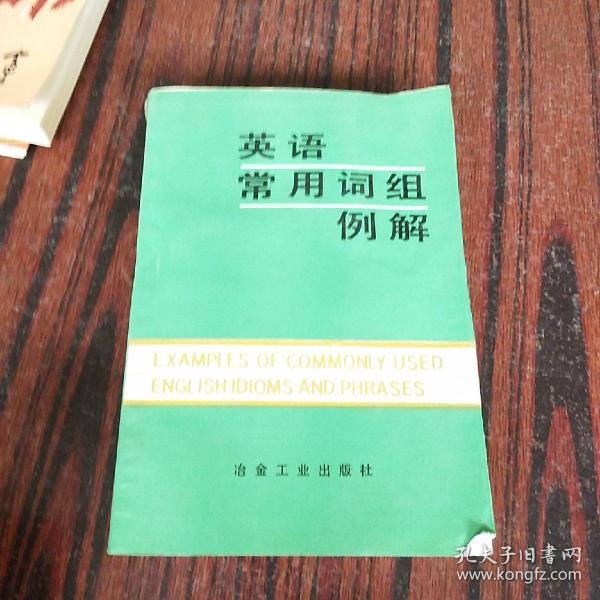 英语
常用词组
例解
EXAMPLES OF COMMONLY USED
ENGLISH IDIOMS AND PHRASES
冶金工业出版社
孔夫子旧书网
www.kongfz.com